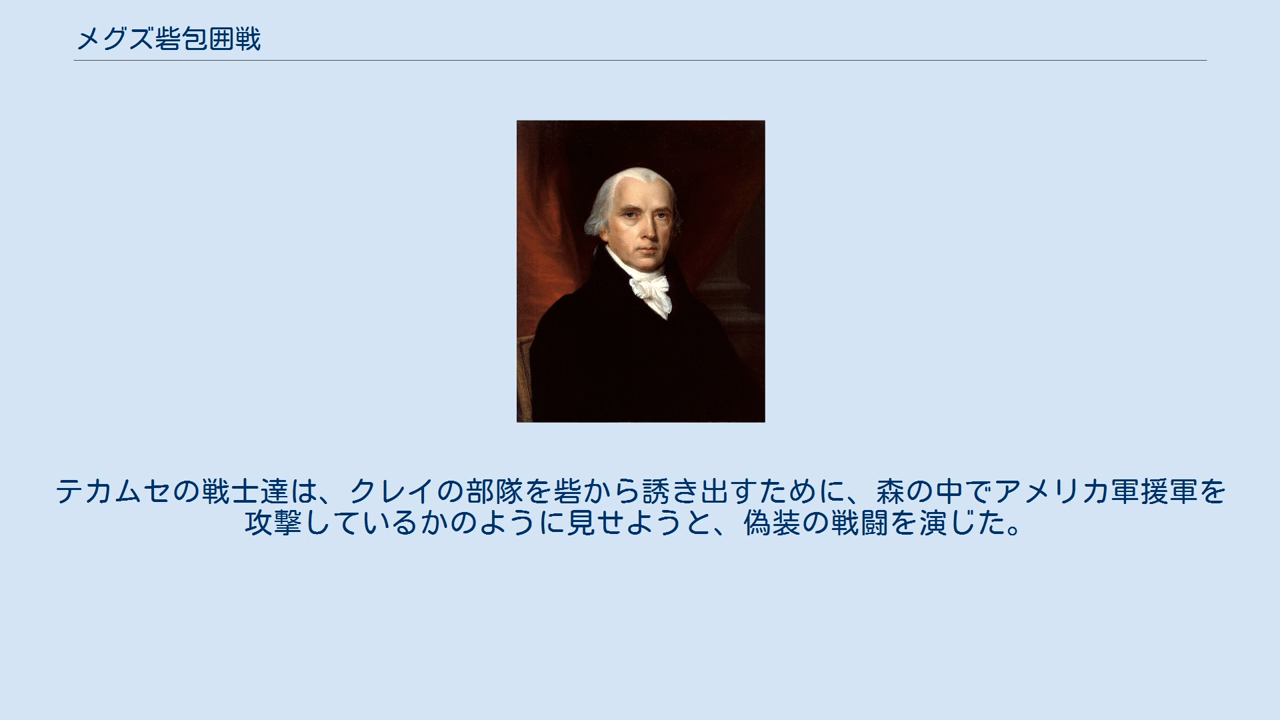 メグズ砦包囲戦
テカムセの戦士達は、クレイの部隊を砦から誘き出すために、森の中でアメリカ軍援軍を
攻撃しているかのように見せようと、偽装の戦闘を演じた。